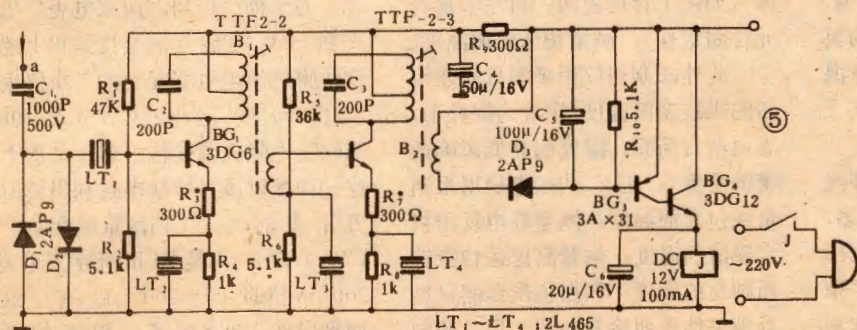 TTF2-2
TTF-2-3
a
C₁ 1000P 500V
R₁* 47K
C₂ 200P
B₁
R₅* 36k
C₃ 200P
R₉ 300Ω
C₄ 50μ/16V
C₅ 100μ/16V
R₁₀ 5.1K
⑤
BG₁ 3DG6
LT₁
B₂
D₃ 2AP9
BG₃ 3A×31
BG₄ 3DG12
R₃* 300Ω
R₇* 300Ω
D₁ D₂ 2AP9
R₂ 5.1k
R₄ 1k
LT₂
R₆ 5.1k
LT₃
R₈ 1k
LT₄
C₆ 20μ/16V
DC 12V 100mA
J
J
~220V
LT₁~LT₄:2L465